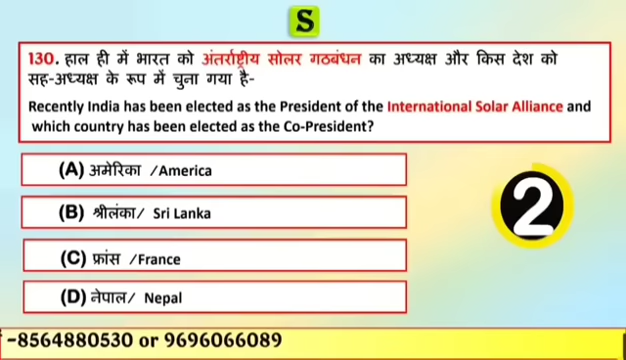 S
130. हाल ही में भारत को अंतर्राष्ट्रीय सोलर गठबंधन का अध्यक्ष और किस देश को
सह-अध्यक्ष के रूप में चुना गया है-
Recently India has been elected as the President of the International Solar Alliance and
which country has been elected as the Co-President?
(A) अमेरिका /America
(B) श्रीलंका/ Sri Lanka
2
(C) फ्रांस /France
(D) नेपाल/ Nepal
-8564880530 or 9696066089